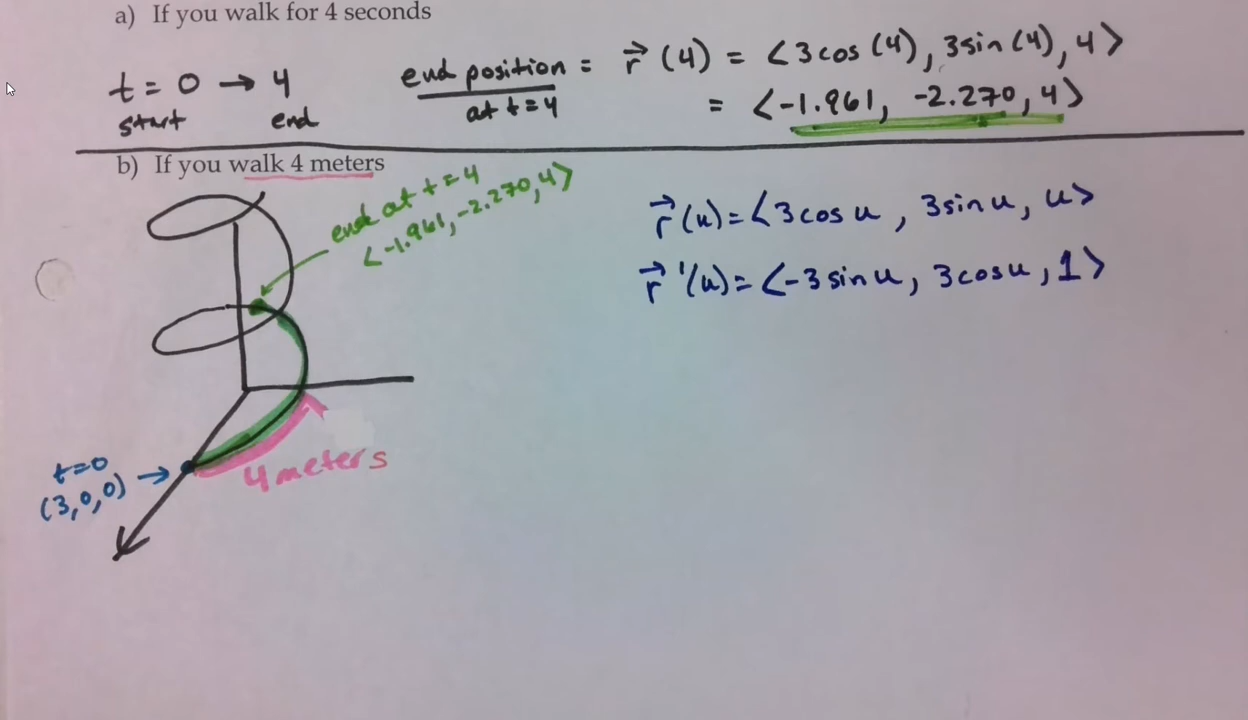 a) If you walk for 4 seconds
t = 0 → 4
start end
end position = r⃗ (4) = <3cos(4), 3sin(4), 4>
at t=4
= <-1.961, -2.270, 4>
b) If you walk 4 meters
end at t=4
<-1.961, -2.270, 4>
t=0
(3,0,0)
4 meters
r⃗(u) = <3cos u, 3sin u, u>
r⃗'(u) = <-3sin u, 3cos u, 1>